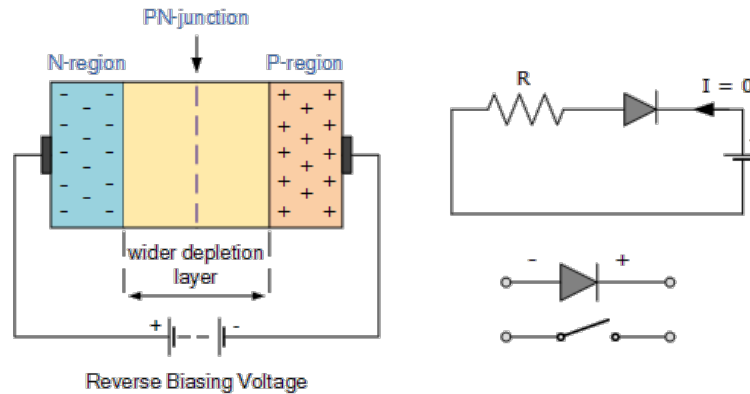 PN-junction
N-region
P-region
wider depletion
layer
+
-
Reverse Biasing Voltage
R
I = 0
-
+